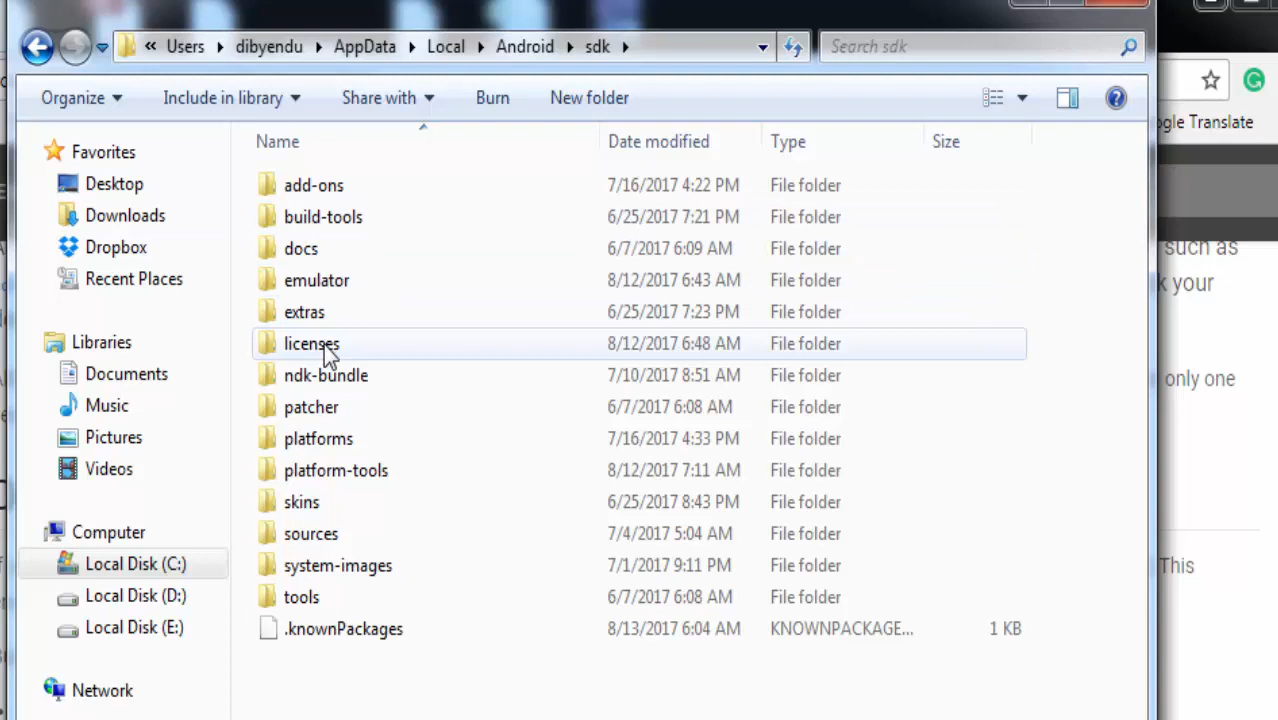 « Users dibyendu AppData Local Android sdk Search sdk
Organize Include in library Share with Burn New folder
Google Translate
Name Date modified Type Size
Favorites
Desktop
Downloads
Dropbox
Recent Places
Libraries
Documents
Music
Pictures
Videos
Computer
Local Disk (C:)
Local Disk (D:)
Local Disk (E:)
Network
add-ons 7/16/2017 4:22 PM File folder
build-tools 6/25/2017 7:21 PM File folder
docs 6/7/2017 6:09 AM File folder
emulator 8/12/2017 6:43 AM File folder
extras 6/25/2017 7:23 PM File folder
licenses 8/12/2017 6:48 AM File folder
ndk-bundle 7/10/2017 8:51 AM File folder
patcher 6/7/2017 6:08 AM File folder
platforms 7/16/2017 4:33 PM File folder
platform-tools 8/12/2017 7:11 AM File folder
skins 6/25/2017 8:43 PM File folder
sources 7/4/2017 5:04 AM File folder
system-images 7/1/2017 9:11 PM File folder
tools 6/7/2017 6:08 AM File folder
.knownPackages 8/13/2017 6:04 AM KNOWNPACKAGE... 1 KB
such as
your
only one
This